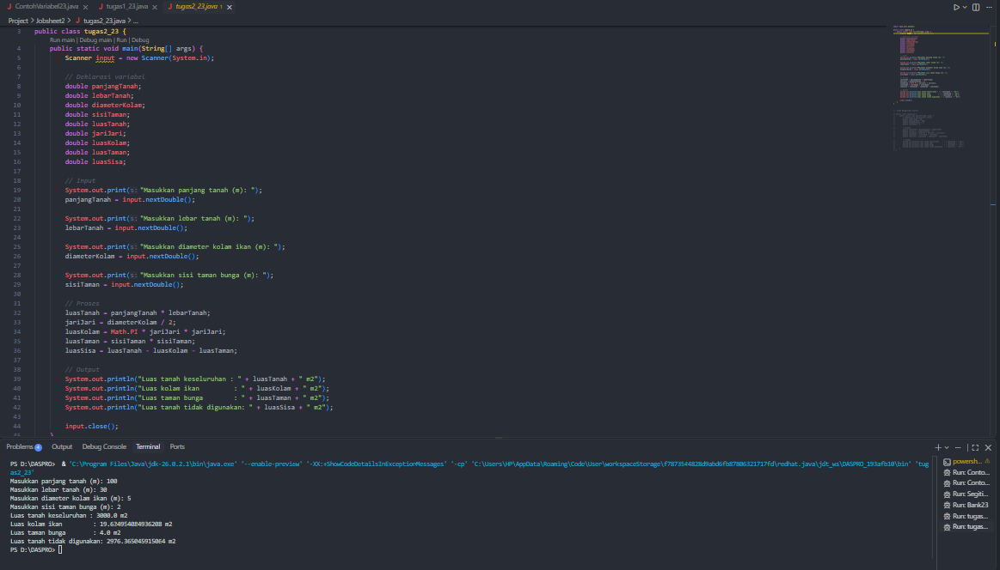 ContohVariabel23.java
tugas1_23.java
tugas2_23.java 1
Project > Jobsheet2 > J tugas2_23.java > ...
3 public class tugas2_23 {
Run main | Debug main | Run | Debug
4 public static void main(String[] args) {
5 Scanner input = new Scanner(System.in);
6
7 // Deklarasi variabel
8 double panjangTanah;
9 double lebarTanah;
10 double diameterKolam;
11 double sisiTaman;
12 double luasTanah;
13 double jariJari;
14 double luasKolam;
15 double luasTaman;
16 double luasSisa;
17
18 // Input
19 System.out.print(s: "Masukkan panjang tanah (m): ");
20 panjangTanah = input.nextDouble();
21
22 System.out.print(s: "Masukkan lebar tanah (m): ");
23 lebarTanah = input.nextDouble();
24
25 System.out.print(s: "Masukkan diameter kolam ikan (m): ");
26 diameterKolam = input.nextDouble();
27
28 System.out.print(s: "Masukkan sisi taman bunga (m): ");
29 sisiTaman = input.nextDouble();
30
31 // Proses
32 luasTanah = panjangTanah * lebarTanah;
33 jariJari = diameterKolam / 2;
34 luasKolam = Math.PI * jariJari * jariJari;
35 luasTaman = sisiTaman * sisiTaman;
36 luasSisa = luasTanah - luasKolam - luasTaman;
37
38 // Output
39 System.out.println("Luas tanah keseluruhan : " + luasTanah + " m2");
40 System.out.println("Luas kolam ikan         : " + luasKolam + " m2");
41 System.out.println("Luas taman bunga        : " + luasTaman + " m2");
42 System.out.println("Luas tanah tidak digunakan: " + luasSisa + " m2");
43
44 input.close();
45 }
Problems 4 Output Debug Console Terminal Ports
PS D:\DASPRO> & 'C:\Program Files\Java\jdk-26.0.2.1\bin\java.exe' '--enable-preview' '-XX:+ShowCodeDetailsInExceptionMessages' '-cp' 'C:\Users\HP\AppData\Roaming\Code\User\workspaceStorage\f7873544828d9abd6fb87806321717fd\redhat.java\jdt_ws\DASPRO_193afb10\bin' 'tug
as2_23'
Masukkan panjang tanah (m): 100
Masukkan lebar tanah (m): 30
Masukkan diameter kolam ikan (m): 5
Masukkan sisi taman bunga (m): 2
Luas tanah keseluruhan : 3000.0 m2
Luas kolam ikan         : 19.634954084936208 m2
Luas taman bunga        : 4.0 m2
Luas tanah tidak digunakan: 2976.365045915064 m2
PS D:\DASPRO>
powersh...
Run: Conto...
Run: Conto...
Run: Segiti...
Run: Bank23
Run: tugas...
Run: tugas...